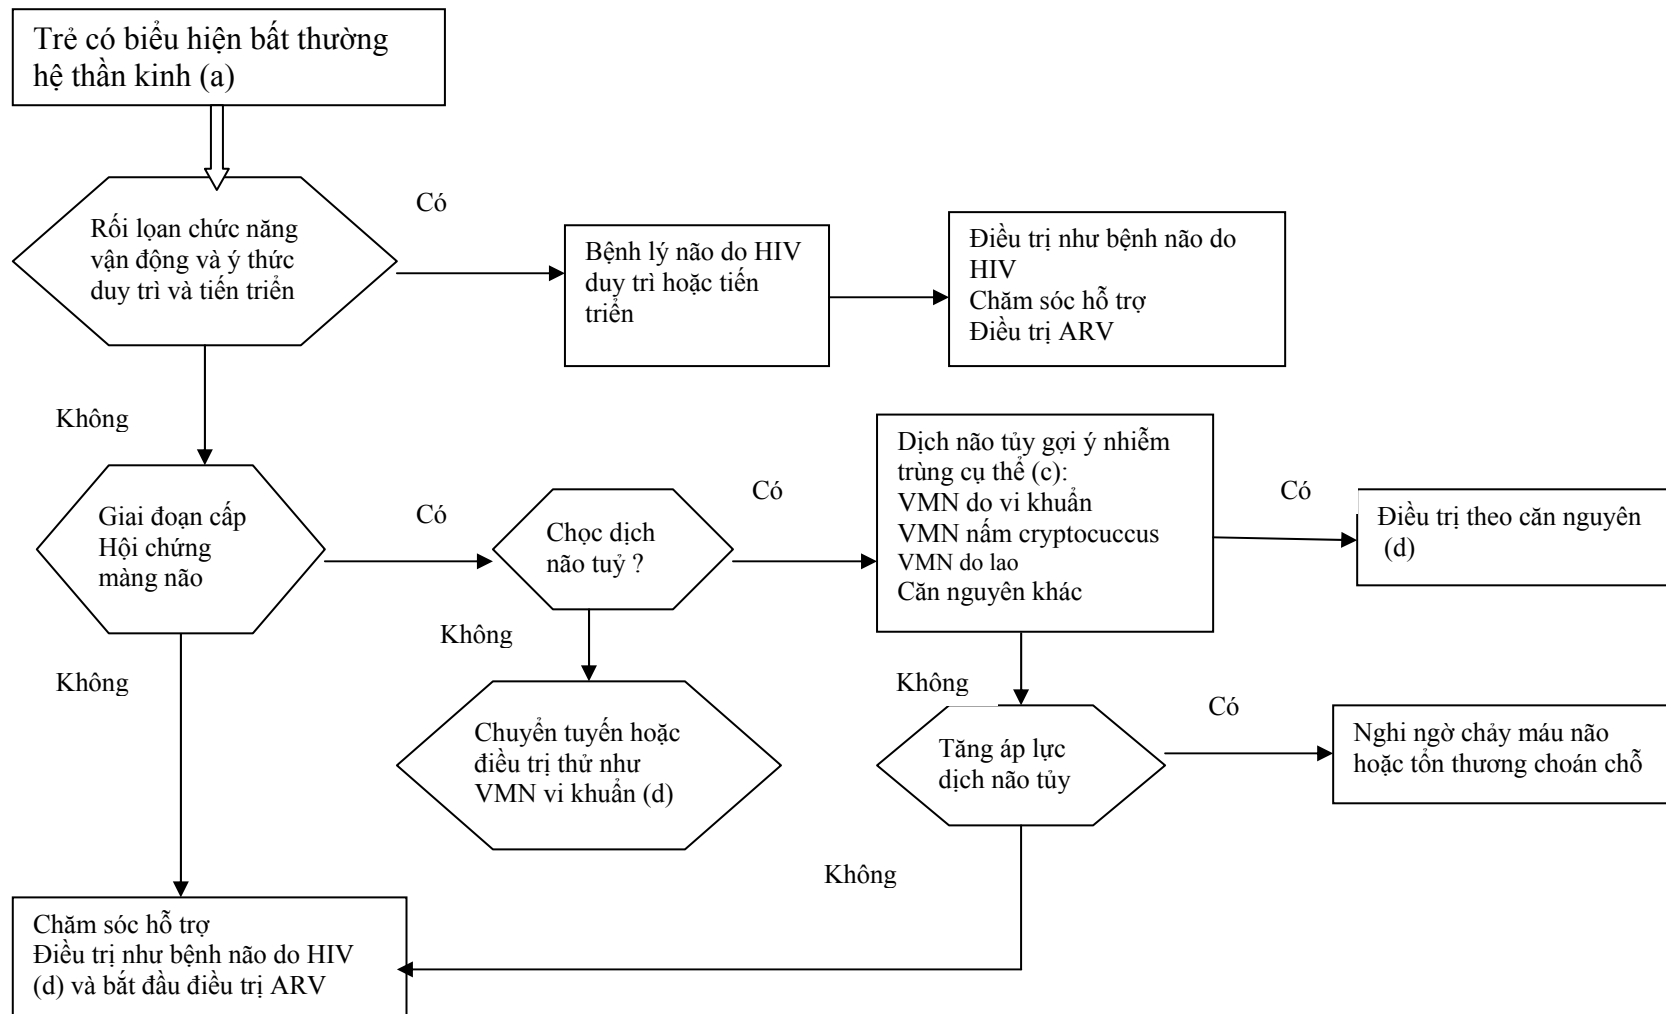 Trẻ có biểu hiện bất thường
hệ thần kinh (a)
Có
Rối lọan chức năng
vận động và ý thức
duy trì và tiến triển
Bệnh lý não do HIV
duy trì hoặc tiến
triển
Điều trị như bệnh não do
HIV
Chăm sóc hỗ trợ
Điều trị ARV
Không
Giai đoạn cấp
Hội chứng
màng não
Có
Chọc dịch
não tuỷ ?
Có
Dịch não tủy gợi ý nhiễm
trùng cụ thể (c):
VMN do vi khuẩn
VMN nấm cryptocuccus
VMN do lao
Căn nguyên khác
Có
Điều trị theo căn nguyên
(d)
Không
Không
Không
Chuyển tuyến hoặc
điều trị thử như
VMN vi khuẩn (d)
Tăng áp lực
dịch não tủy
Có
Nghi ngờ chảy máu não
hoặc tổn thương choán chỗ
Không
Chăm sóc hỗ trợ
Điều trị như bệnh não do HIV
(d) và bắt đầu điều trị ARV